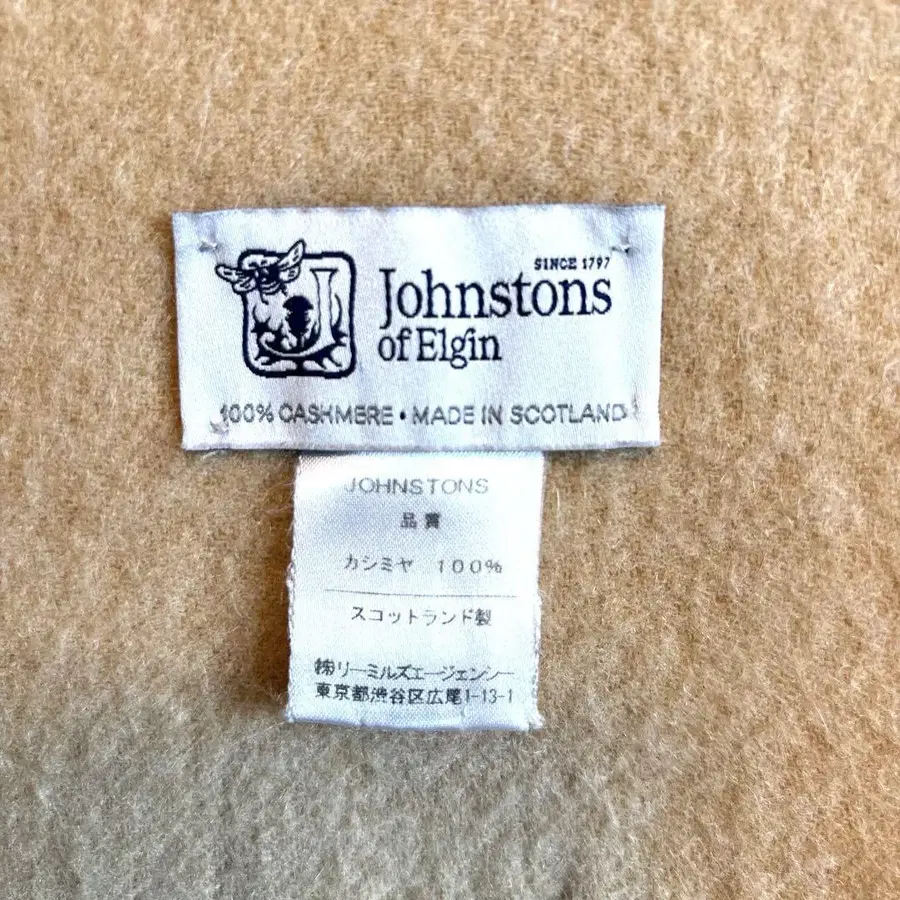 SINCE 1797
Johnstons
of Elgin
100% CASHMERE • MADE IN SCOTLAND
JOHNSTONS
品質
カシミヤ 100%
スコットランド製
㈱リーミルズエージェンシー
東京都渋谷区広尾1-13-1